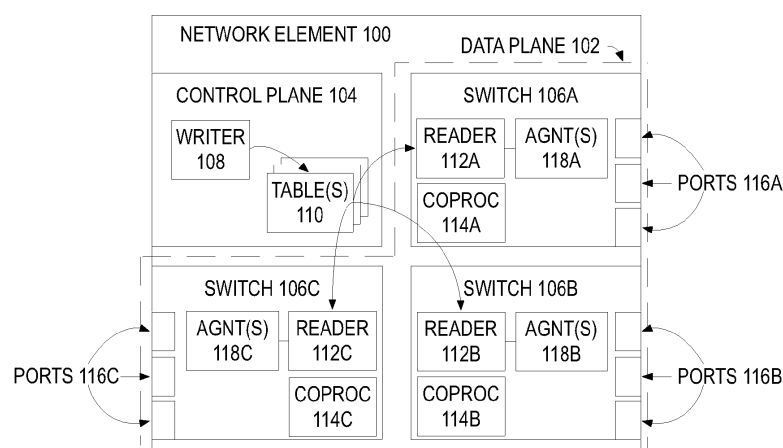 NETWORK ELEMENT 100
DATA PLANE 102
CONTROL PLANE 104
WRITER
108
TABLE(S)
110
SWITCH 106A
READER
112A
AGNT(S)
118A
COPROC
114A
PORTS 116A
SWITCH 106C
AGNT(S)
118C
READER
112C
COPROC
114C
PORTS 116C
SWITCH 106B
READER
112B
AGNT(S)
118B
COPROC
114B
PORTS 116B